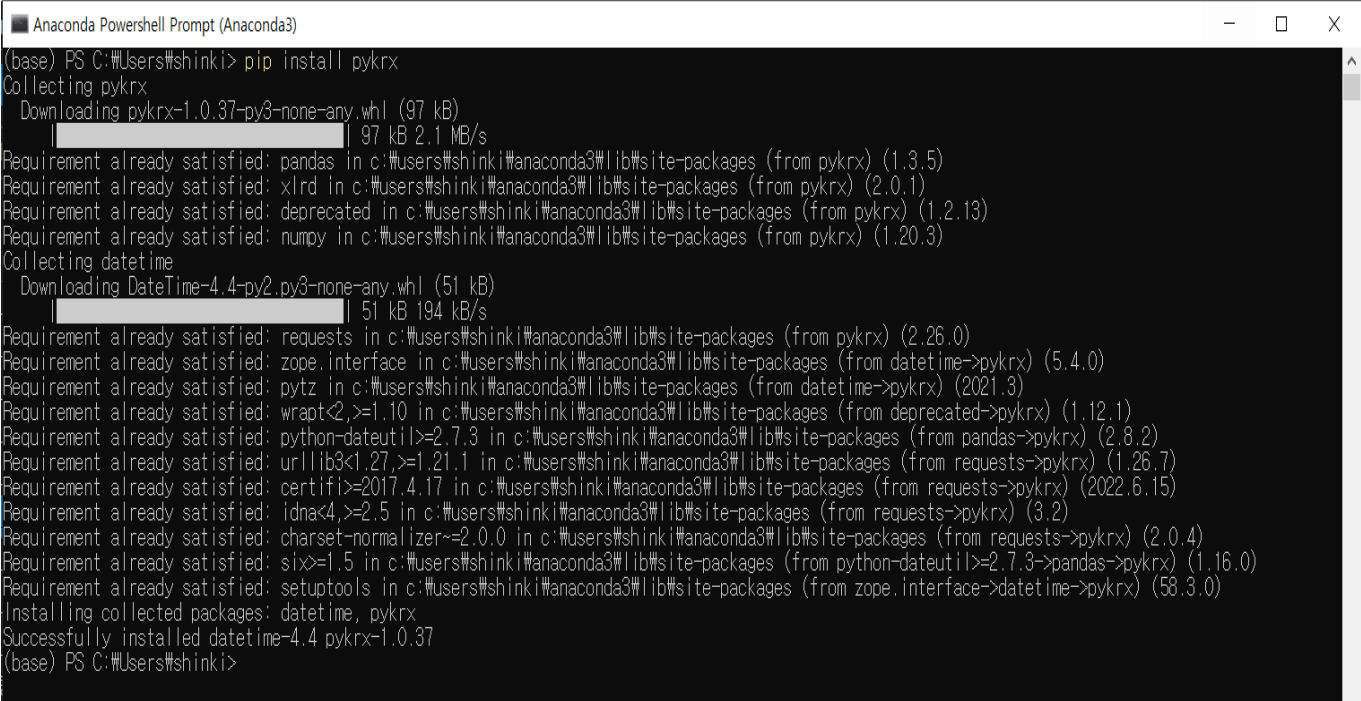 Anaconda Powershell Prompt (Anaconda3)
(base) PS C:₩Users₩shinki> pip install pykrx
Collecting pykrx
  Downloading pykrx-1.0.37-py3-none-any.whl (97 kB)
     | | 97 kB 2.1 MB/s
Requirement already satisfied: pandas in c:₩users₩shinki₩anaconda3₩lib₩site-packages (from pykrx) (1.3.5)
Requirement already satisfied: xlrd in c:₩users₩shinki₩anaconda3₩lib₩site-packages (from pykrx) (2.0.1)
Requirement already satisfied: deprecated in c:₩users₩shinki₩anaconda3₩lib₩site-packages (from pykrx) (1.2.13)
Requirement already satisfied: numpy in c:₩users₩shinki₩anaconda3₩lib₩site-packages (from pykrx) (1.20.3)
Collecting datetime
  Downloading DateTime-4.4-py2.py3-none-any.whl (51 kB)
     | | 51 kB 194 kB/s
Requirement already satisfied: requests in c:₩users₩shinki₩anaconda3₩lib₩site-packages (from pykrx) (2.26.0)
Requirement already satisfied: zope.interface in c:₩users₩shinki₩anaconda3₩lib₩site-packages (from datetime->pykrx) (5.4.0)
Requirement already satisfied: pytz in c:₩users₩shinki₩anaconda3₩lib₩site-packages (from datetime->pykrx) (2021.3)
Requirement already satisfied: wrapt<2,>=1.10 in c:₩users₩shinki₩anaconda3₩lib₩site-packages (from deprecated->pykrx) (1.12.1)
Requirement already satisfied: python-dateutil>=2.7.3 in c:₩users₩shinki₩anaconda3₩lib₩site-packages (from pandas->pykrx) (2.8.2)
Requirement already satisfied: urllib3<1.27,>=1.21.1 in c:₩users₩shinki₩anaconda3₩lib₩site-packages (from requests->pykrx) (1.26.7)
Requirement already satisfied: certifi>=2017.4.17 in c:₩users₩shinki₩anaconda3₩lib₩site-packages (from requests->pykrx) (2022.6.15)
Requirement already satisfied: idna<4,>=2.5 in c:₩users₩shinki₩anaconda3₩lib₩site-packages (from requests->pykrx) (3.2)
Requirement already satisfied: charset-normalizer~=2.0.0 in c:₩users₩shinki₩anaconda3₩lib₩site-packages (from requests->pykrx) (2.0.4)
Requirement already satisfied: six>=1.5 in c:₩users₩shinki₩anaconda3₩lib₩site-packages (from python-dateutil>=2.7.3->pandas->pykrx) (1.16.0)
Requirement already satisfied: setuptools in c:₩users₩shinki₩anaconda3₩lib₩site-packages (from zope.interface->datetime->pykrx) (58.3.0)
Installing collected packages: datetime, pykrx
Successfully installed datetime-4.4 pykrx-1.0.37
(base) PS C:₩Users₩shinki>